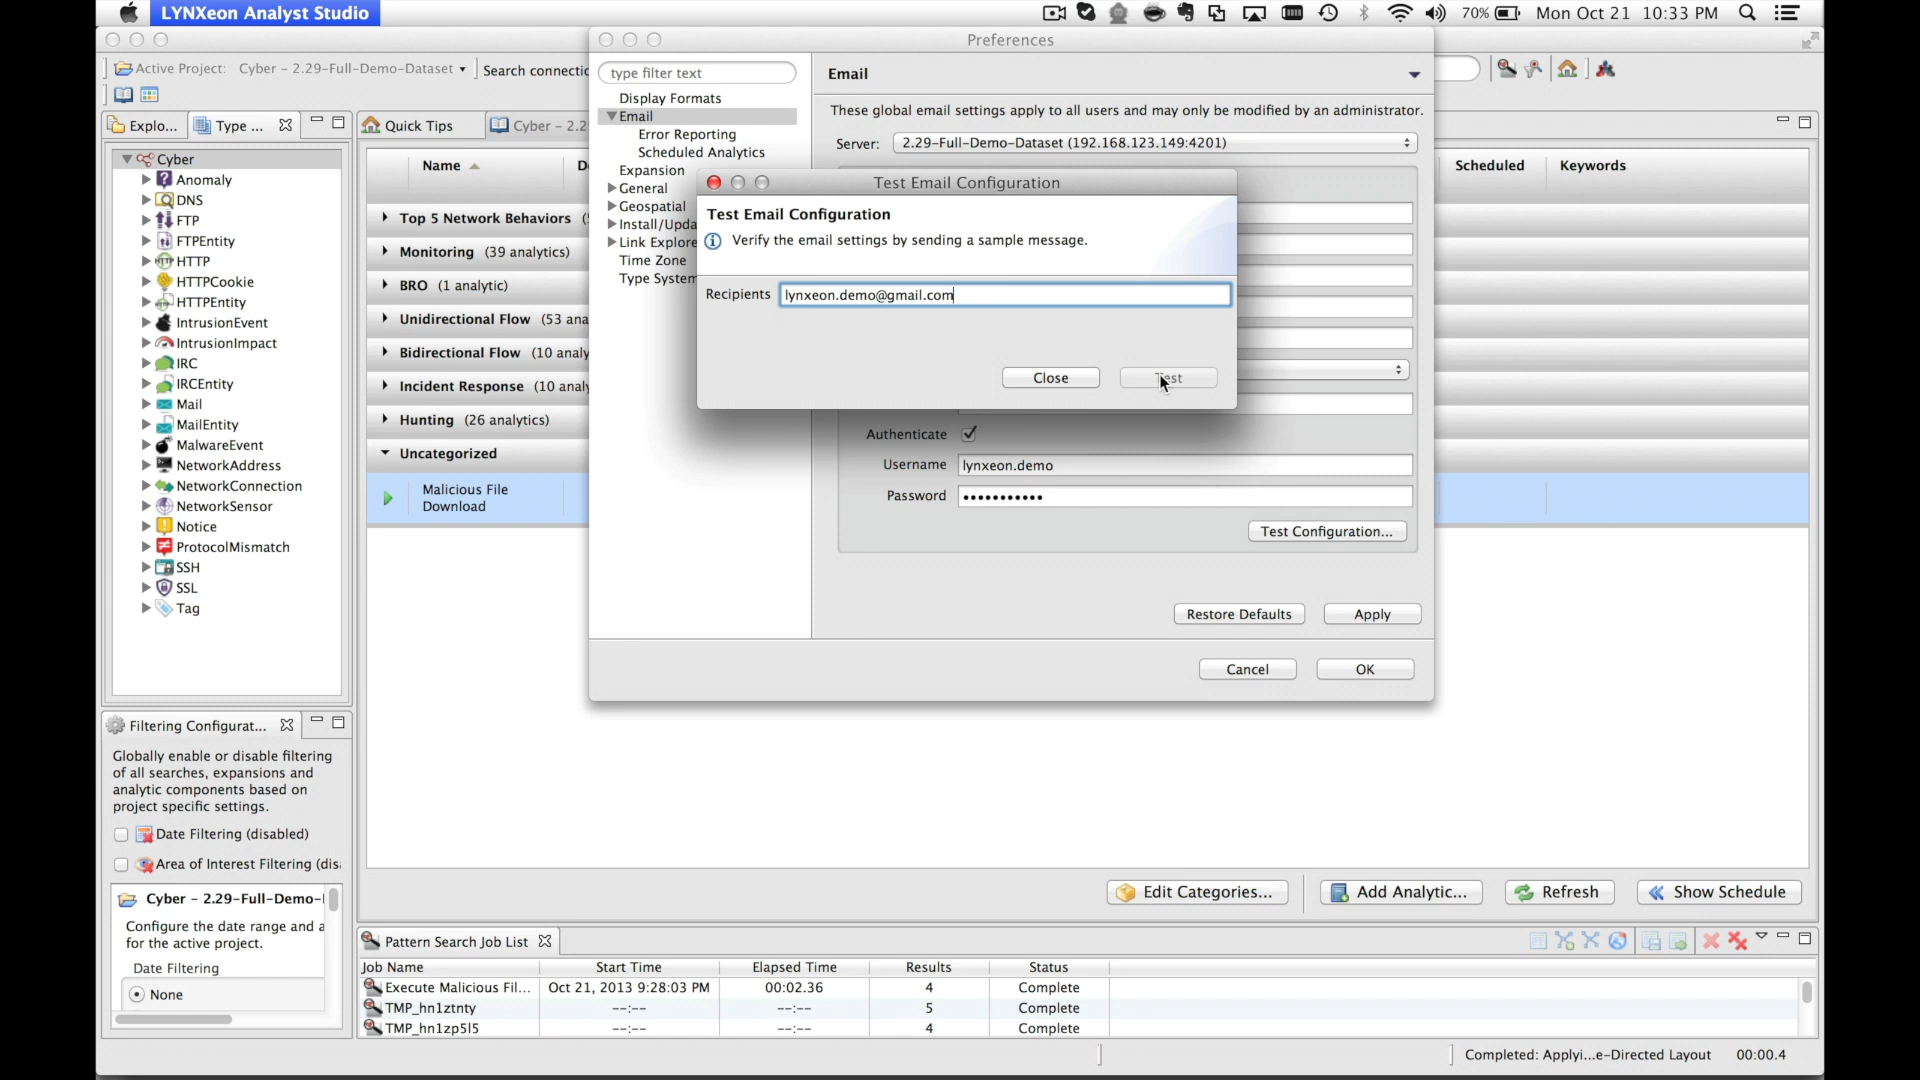 LYNXeon Analyst Studio
70%
Mon Oct 21 10:33 PM
Preferences
Active Project: Cyber - 2.29-Full-Demo-Dataset
Search connectio
type filter text
Display Formats
Email
Error Reporting
Scheduled Analytics
Expansion
General
Geospatial
Install/Upda
Link Explore
Time Zone
Type System
Email
These global email settings apply to all users and may only be modified by an administrator.
Server: 2.29-Full-Demo-Dataset (192.168.123.149:4201)
Test Email Configuration
Test Email Configuration
Verify the email settings by sending a sample message.
Recipients lynxeon.demo@gmail.com
Close
Authenticate
Username lynxeon.demo
Password •••••••••••
Test Configuration...
Restore Defaults
Apply
Cancel
OK
Explo...
Type ...
Quick Tips
Cyber - 2.2
Cyber
Anomaly
DNS
FTP
FTPEntity
HTTP
HTTPCookie
HTTPEntity
IntrusionEvent
IntrusionImpact
IRC
IRCEntity
Mail
MailEntity
MalwareEvent
NetworkAddress
NetworkConnection
NetworkSensor
Notice
ProtocolMismatch
SSH
SSL
Tag
Name
Scheduled
Keywords
Top 5 Network Behaviors
Monitoring (39 analytics)
BRO (1 analytic)
Unidirectional Flow (53 ana
Bidirectional Flow (10 analy
Incident Response (10 analy
Hunting (26 analytics)
Uncategorized
Malicious File
Download
Filtering Configurat...
Globally enable or disable filtering
of all searches, expansions and
analytic components based on
project specific settings.
Date Filtering (disabled)
Area of Interest Filtering (dis
Cyber - 2.29-Full-Demo-
Configure the date range and a
for the active project.
Date Filtering
None
Edit Categories...
Add Analytic...
Refresh
Show Schedule
Pattern Search Job List
Job Name Start Time Elapsed Time Results Status
Execute Malicious Fil... Oct 21, 2013 9:28:03 PM 00:02.36 4 Complete
TMP_hn1ztnty --:-- --:-- 5 Complete
TMP_hn1zp5l5 --:-- --:-- 4 Complete
Completed: Applyi...e-Directed Layout 00:00.4